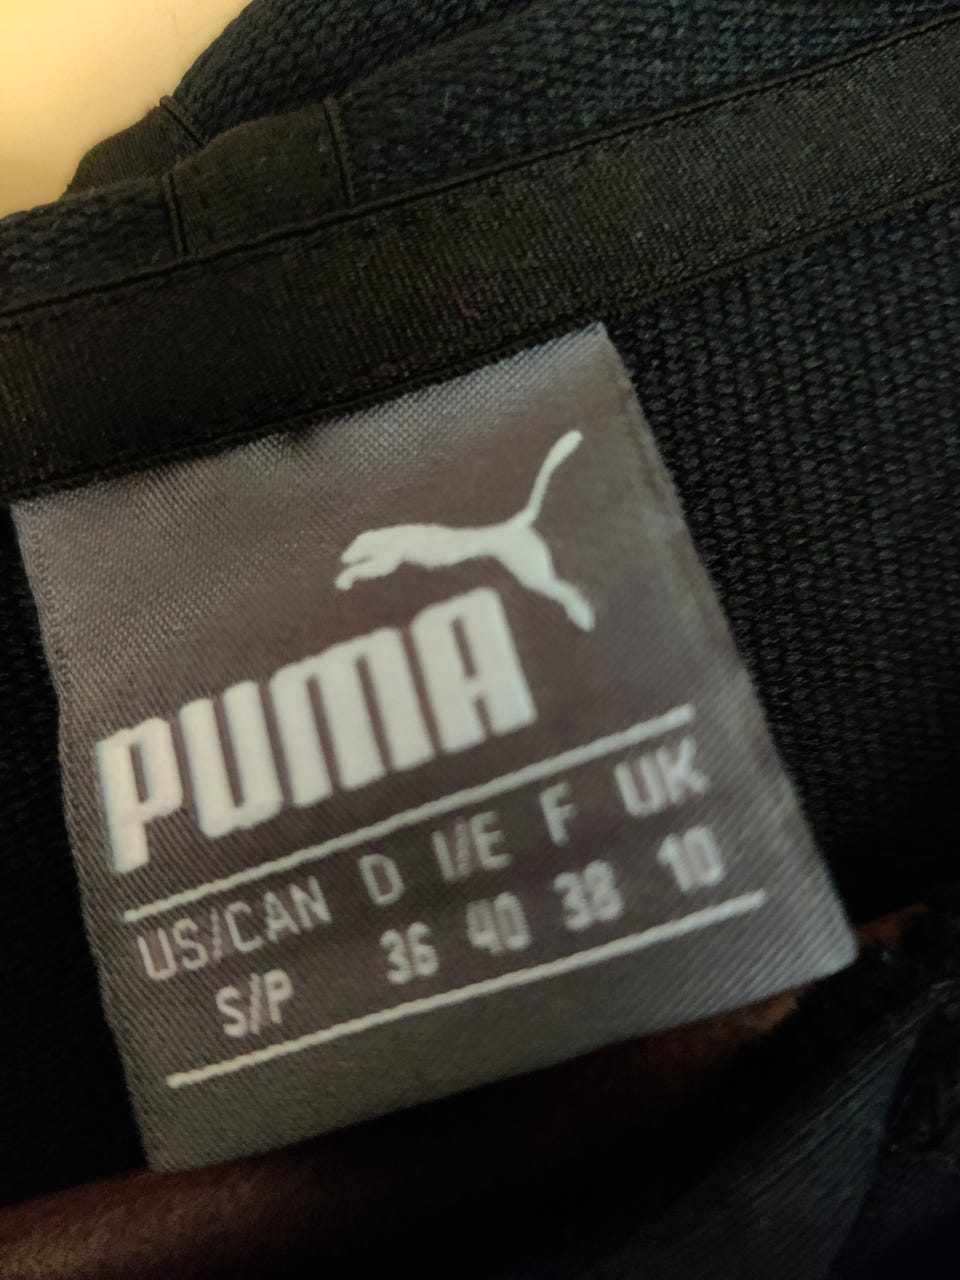 PUMA
US/CAN D I/E F UK
S/P 36 40 38 10